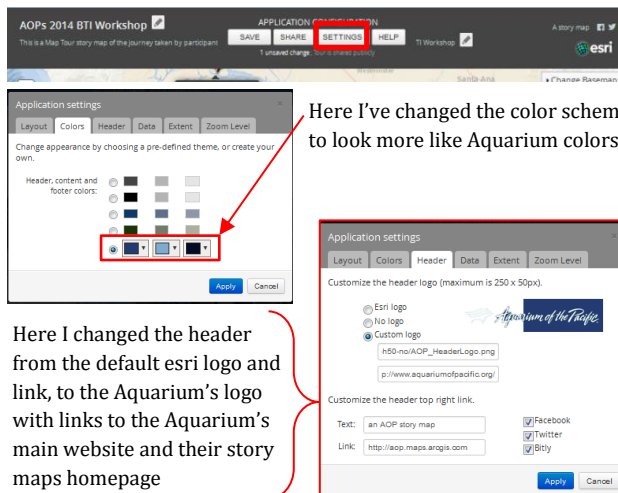 AOPs 2014 BTI Workshop
This is a Map Tour story map of the journey taken by participant
APPLICATION CONFIGURATION
SAVE SHARE SETTINGS HELP
1 unsaved change, Tour is shared publicly
TI Workshop
A story map
esri
Santa Ana
Change Basemap
Application settings
Layout Colors Header Data Extent Zoom Level
Change appearance by choosing a pre-defined theme, or create your
own.
Header, content and
footer colors:
Apply Cancel
Here I've changed the color schem
to look more like Aquarium colors
Here I changed the header
from the default esri logo and
link, to the Aquarium's logo
with links to the Aquarium's
main website and their story
maps homepage
Application settings
Layout Colors Header Data Extent Zoom Level
Customize the header logo (maximum is 250 x 50px).
Esri logo
No logo
Custom logo
Aquarium of the Pacific
h50-no/AOP_HeaderLogo.png
p://www.aquariumofpacific.org/
Customize the header top right link.
Text: an AOP story map
Link: http://aop.maps.arcgis.com
Facebook
Twitter
Bitly
Apply Cancel